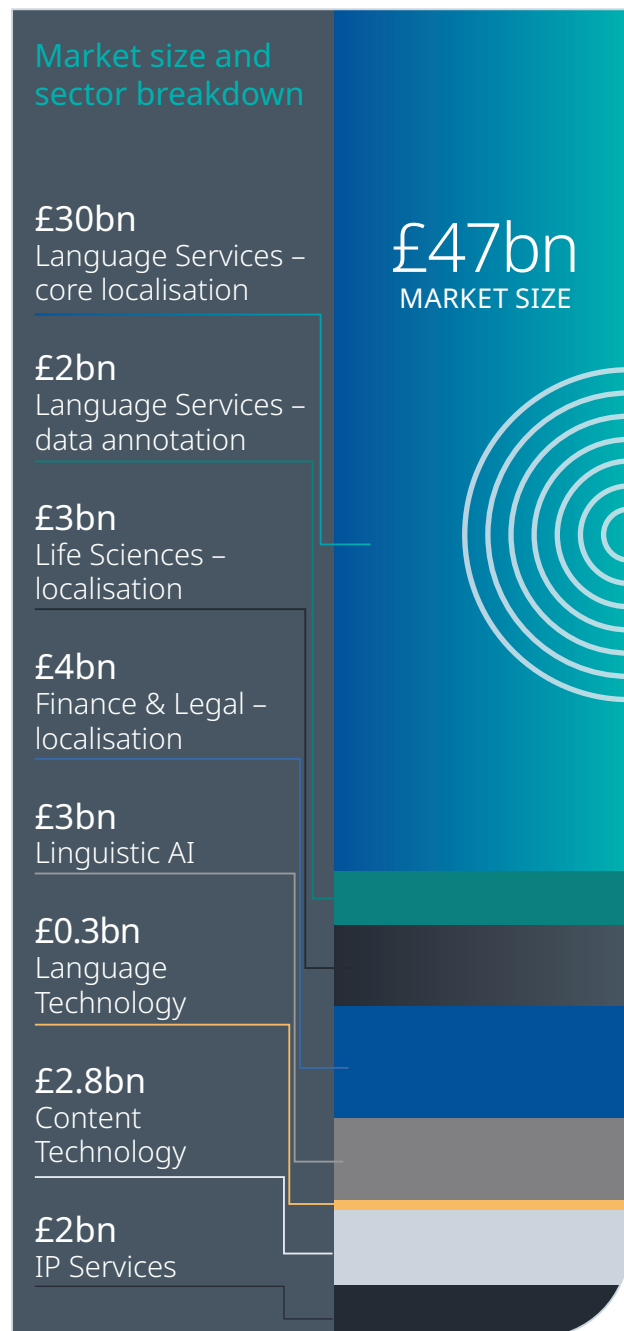 Market size and
sector breakdown
£30bn
Language Services –
core localisation
£47bn
MARKET SIZE
£2bn
Language Services –
data annotation
£3bn
Life Sciences –
localisation
£4bn
Finance & Legal –
localisation
£3bn
Linguistic AI
£0.3bn
Language
Technology
£2.8bn
Content
Technology
£2bn
IP Services